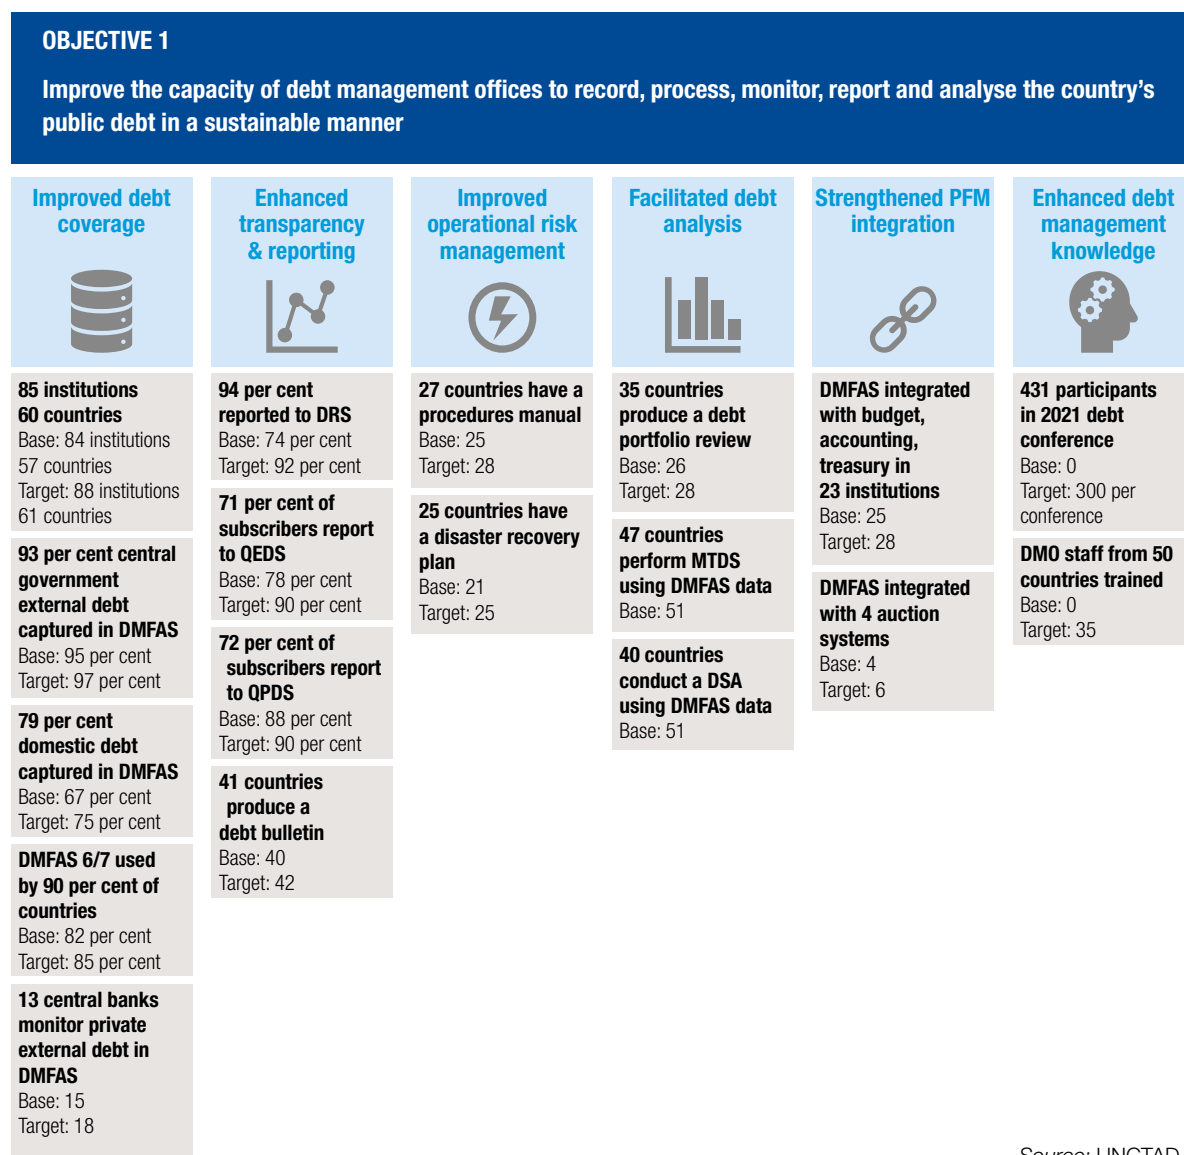 OBJECTIVE 1
Improve the capacity of debt management offices to record, process, monitor, report and analyse the country's
public debt in a sustainable manner
Improved debt
coverage
85 institutions
60 countries
Base: 84 institutions
57 countries
Target: 88 institutions
61 countries
93 per cent central
government
external debt
captured in DMFAS
Base: 95 per cent
Target: 97 per cent
79 per cent
domestic debt
captured in DMFAS
Base: 67 per cent
Target: 75 per cent
DMFAS 6/7 used
by 90 per cent of
countries
Base: 82 per cent
Target: 85 per cent
13 central banks
monitor private
external debt in
DMFAS
Base: 15
Target: 18
Enhanced
transparency
& reporting
94 per cent
reported to DRS
Base: 74 per cent
Target: 92 per cent
71 per cent of
subscribers report
to QEDS
Base: 78 per cent
Target: 90 per cent
72 per cent of
subscribers report
to QPDS
Base: 88 per cent
Target: 90 per cent
41 countries
produce a
debt bulletin
Base: 40
Target: 42
Improved
operational risk
management
27 countries have a
procedures manual
Base: 25
Target: 28
25 countries have
a disaster recovery
plan
Base: 21
Target: 25
Facilitated debt
analysis
35 countries
produce a debt
portfolio review
Base: 26
Target: 28
47 countries
perform MTDS
using DMFAS data
Base: 51
40 countries
conduct a DSA
using DMFAS data
Base: 51
Strengthened PFM
integration
DMFAS integrated
with budget,
accounting,
treasury in
23 institutions
Base: 25
Target: 28
DMFAS integrated
with 4 auction
systems
Base: 4
Target: 6
Enhanced debt
management
knowledge
431 participants
in 2021 debt
conference
Base: 0
Target: 300 per
conference
DMO staff from 50
countries trained
Base: 0
Target: 35
Source: UNCTAD